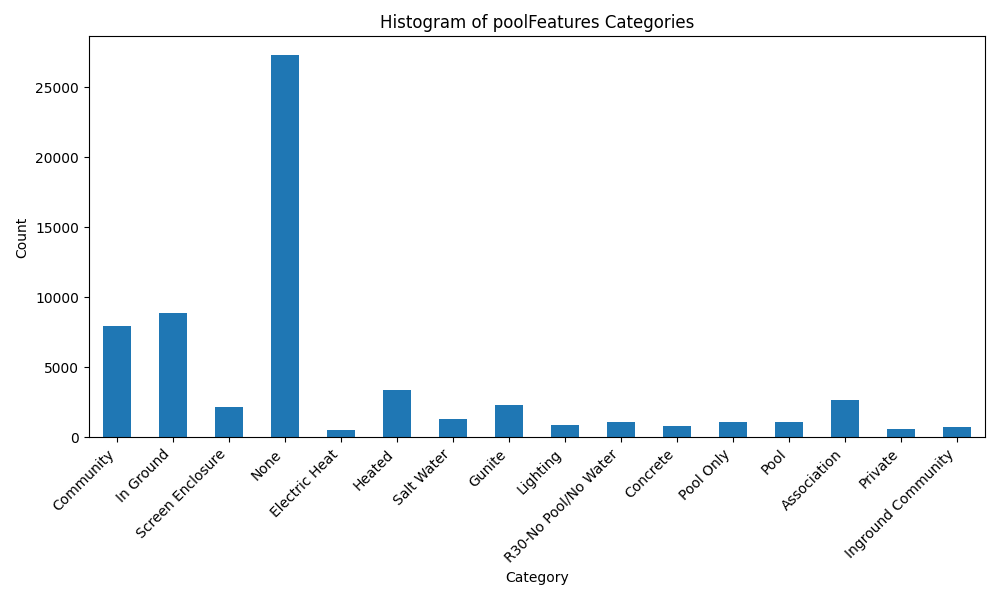 Histogram of poolFeatures Categories
25000
20000
15000
10000
5000
0
Count
Community
In Ground
Screen Enclosure
None
Electric Heat
Heated
Salt Water
Gunite
Lighting
R30-No Pool/No Water
Concrete
Pool Only
Pool
Association
Private
Inground Community
Category